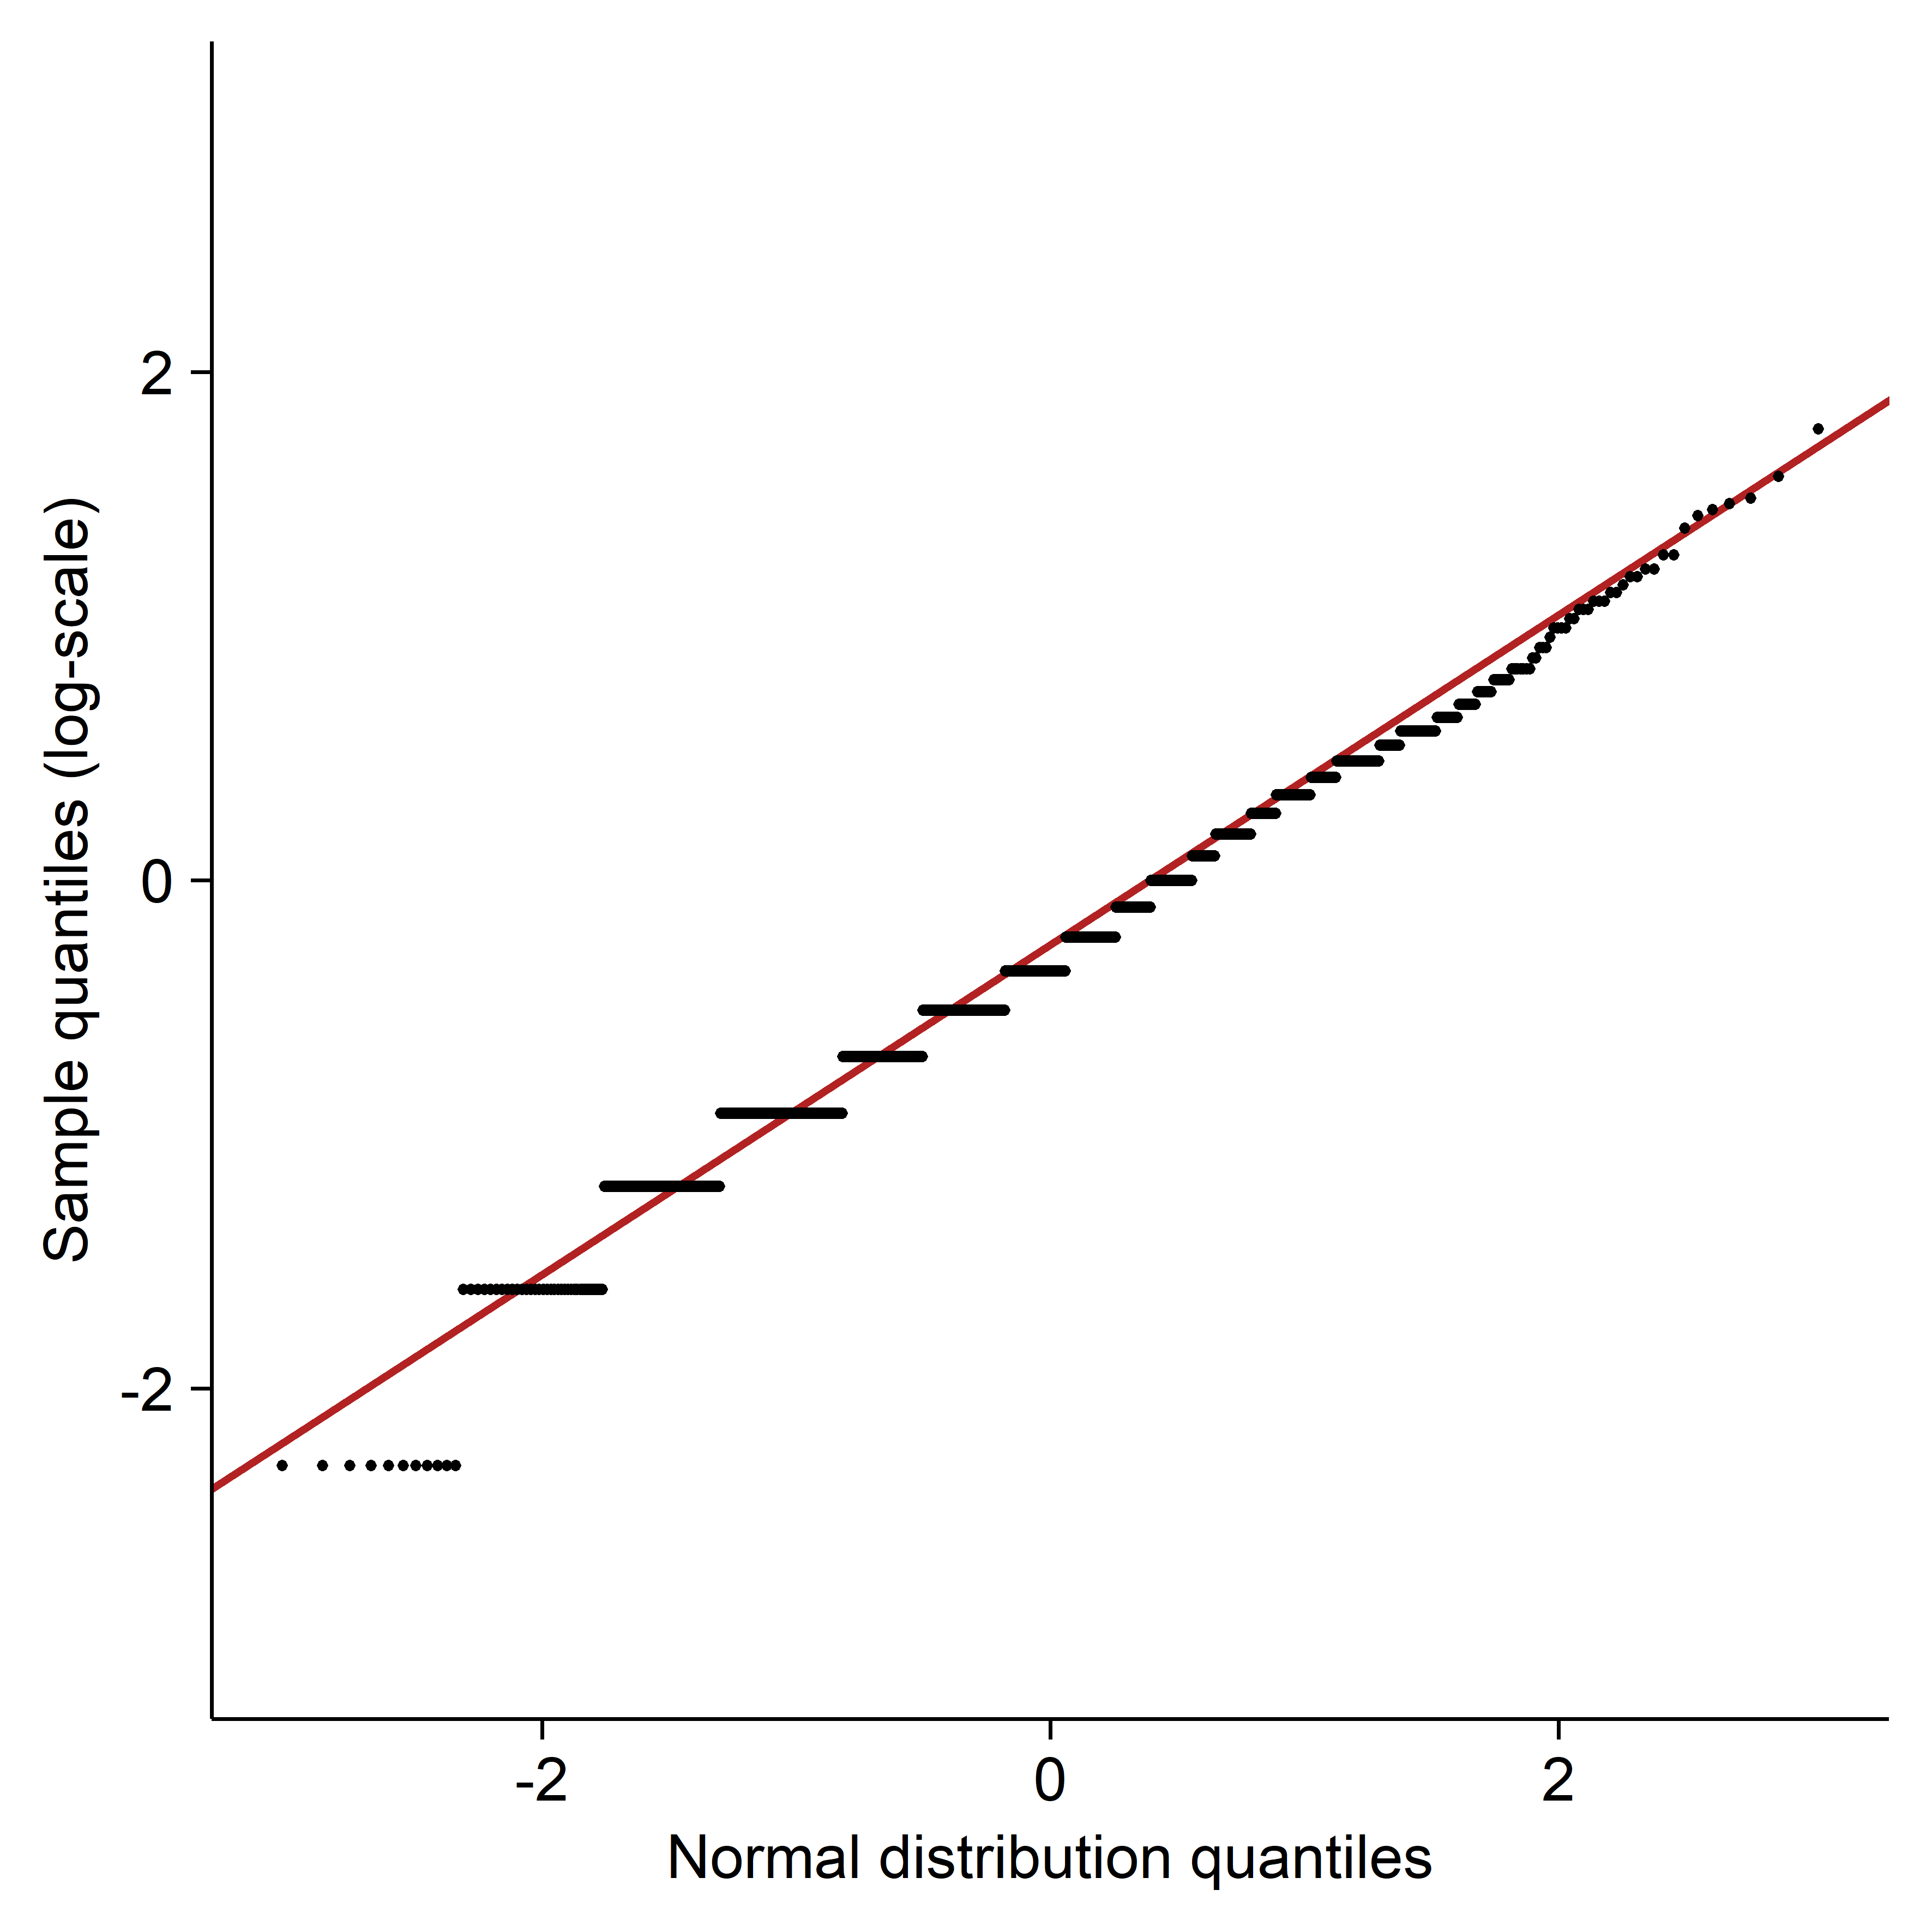 Sample quantiles (log-scale)
2
0
-2
-2 0 2
Normal distribution quantiles